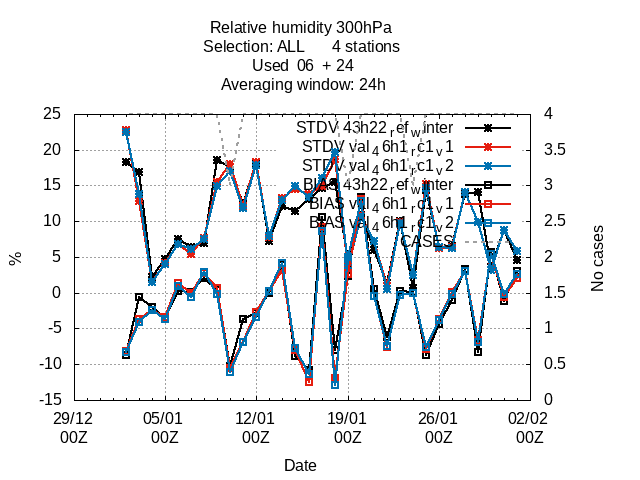 Relative humidity 300hPa
Selection: ALL 4 stations
Used 06 + 24
Averaging window: 24h
25
20
15
10
5
0
-5
-10
-15
4
3.5
3
2.5
2
1.5
1
0.5
0
STDV 43h22_ref_winter
STDV val_46h1_rc1_v1
STDV val_46h1_rc1_v2
BIAS 43h22_ref_winter
BIAS val_46h1_rc1_v1
BIAS val_46h1_rc1_v2
CASES
%
No cases
29/12 05/01 12/01 19/01 26/01 02/02
00Z 00Z 00Z 00Z 00Z 00Z
Date